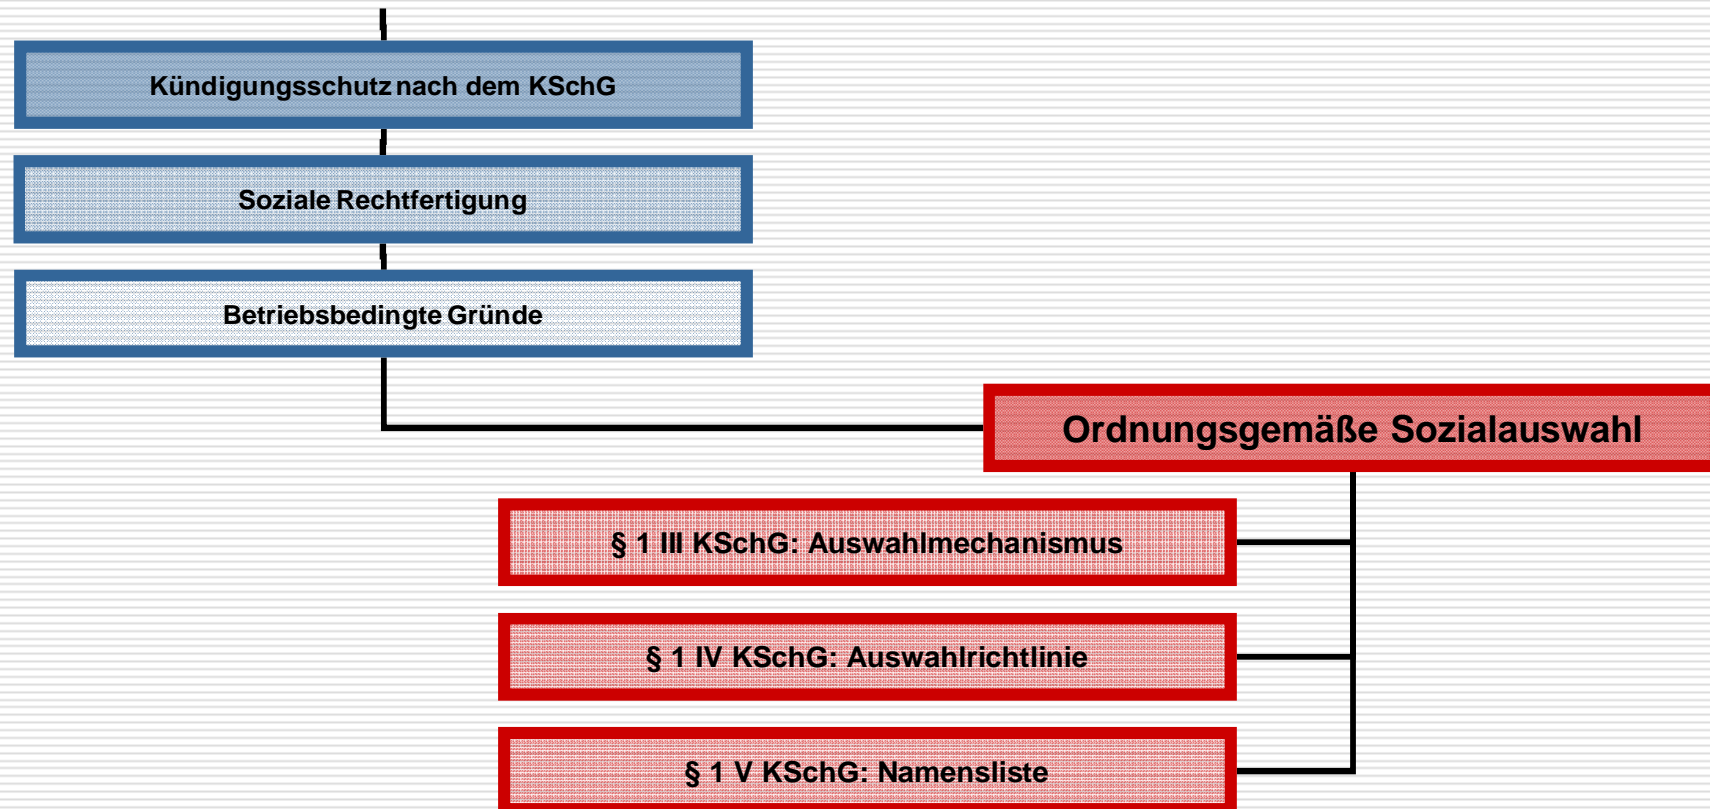 Kündigungsschutz nach dem KSchG
Soziale Rechtfertigung
Betriebsbedingte Gründe
Ordnungsgemäße Sozialauswahl
§ 1 III KSchG: Auswahlmechanismus
§ 1 IV KSchG: Auswahlrichtlinie
§ 1 V KSchG: Namensliste